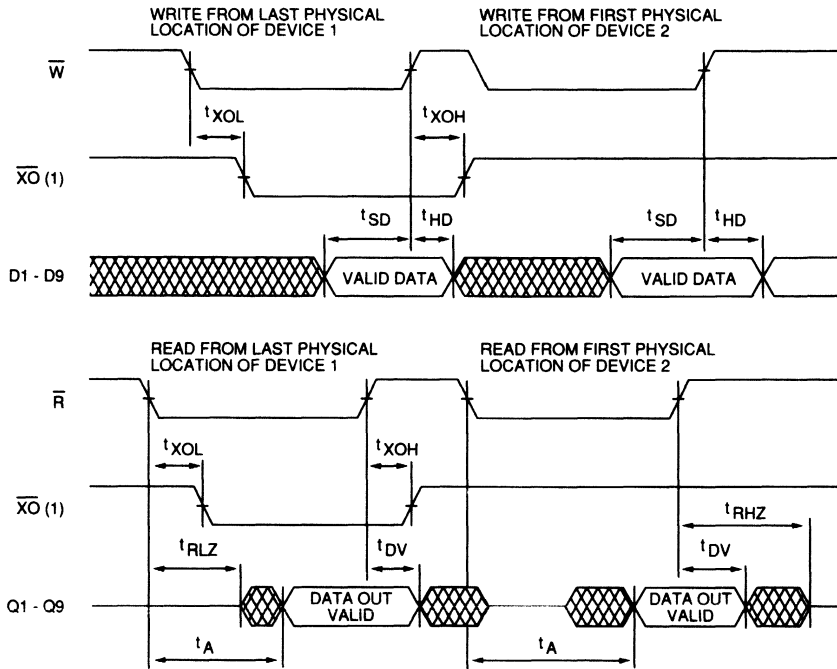 WRITE FROM LAST PHYSICAL
LOCATION OF DEVICE 1
WRITE FROM FIRST PHYSICAL
LOCATION OF DEVICE 2
W
tXOL
tXOH
XO (1)
tSD
tHD
tSD
tHD
D1 - D9
VALID DATA
VALID DATA
READ FROM LAST PHYSICAL
LOCATION OF DEVICE 1
READ FROM FIRST PHYSICAL
LOCATION OF DEVICE 2
R
tXOL
tXOH
XO (1)
tRHZ
tRLZ
tDV
tDV
Q1 - Q9
DATA OUT
VALID
DATA OUT
VALID
tA
tA